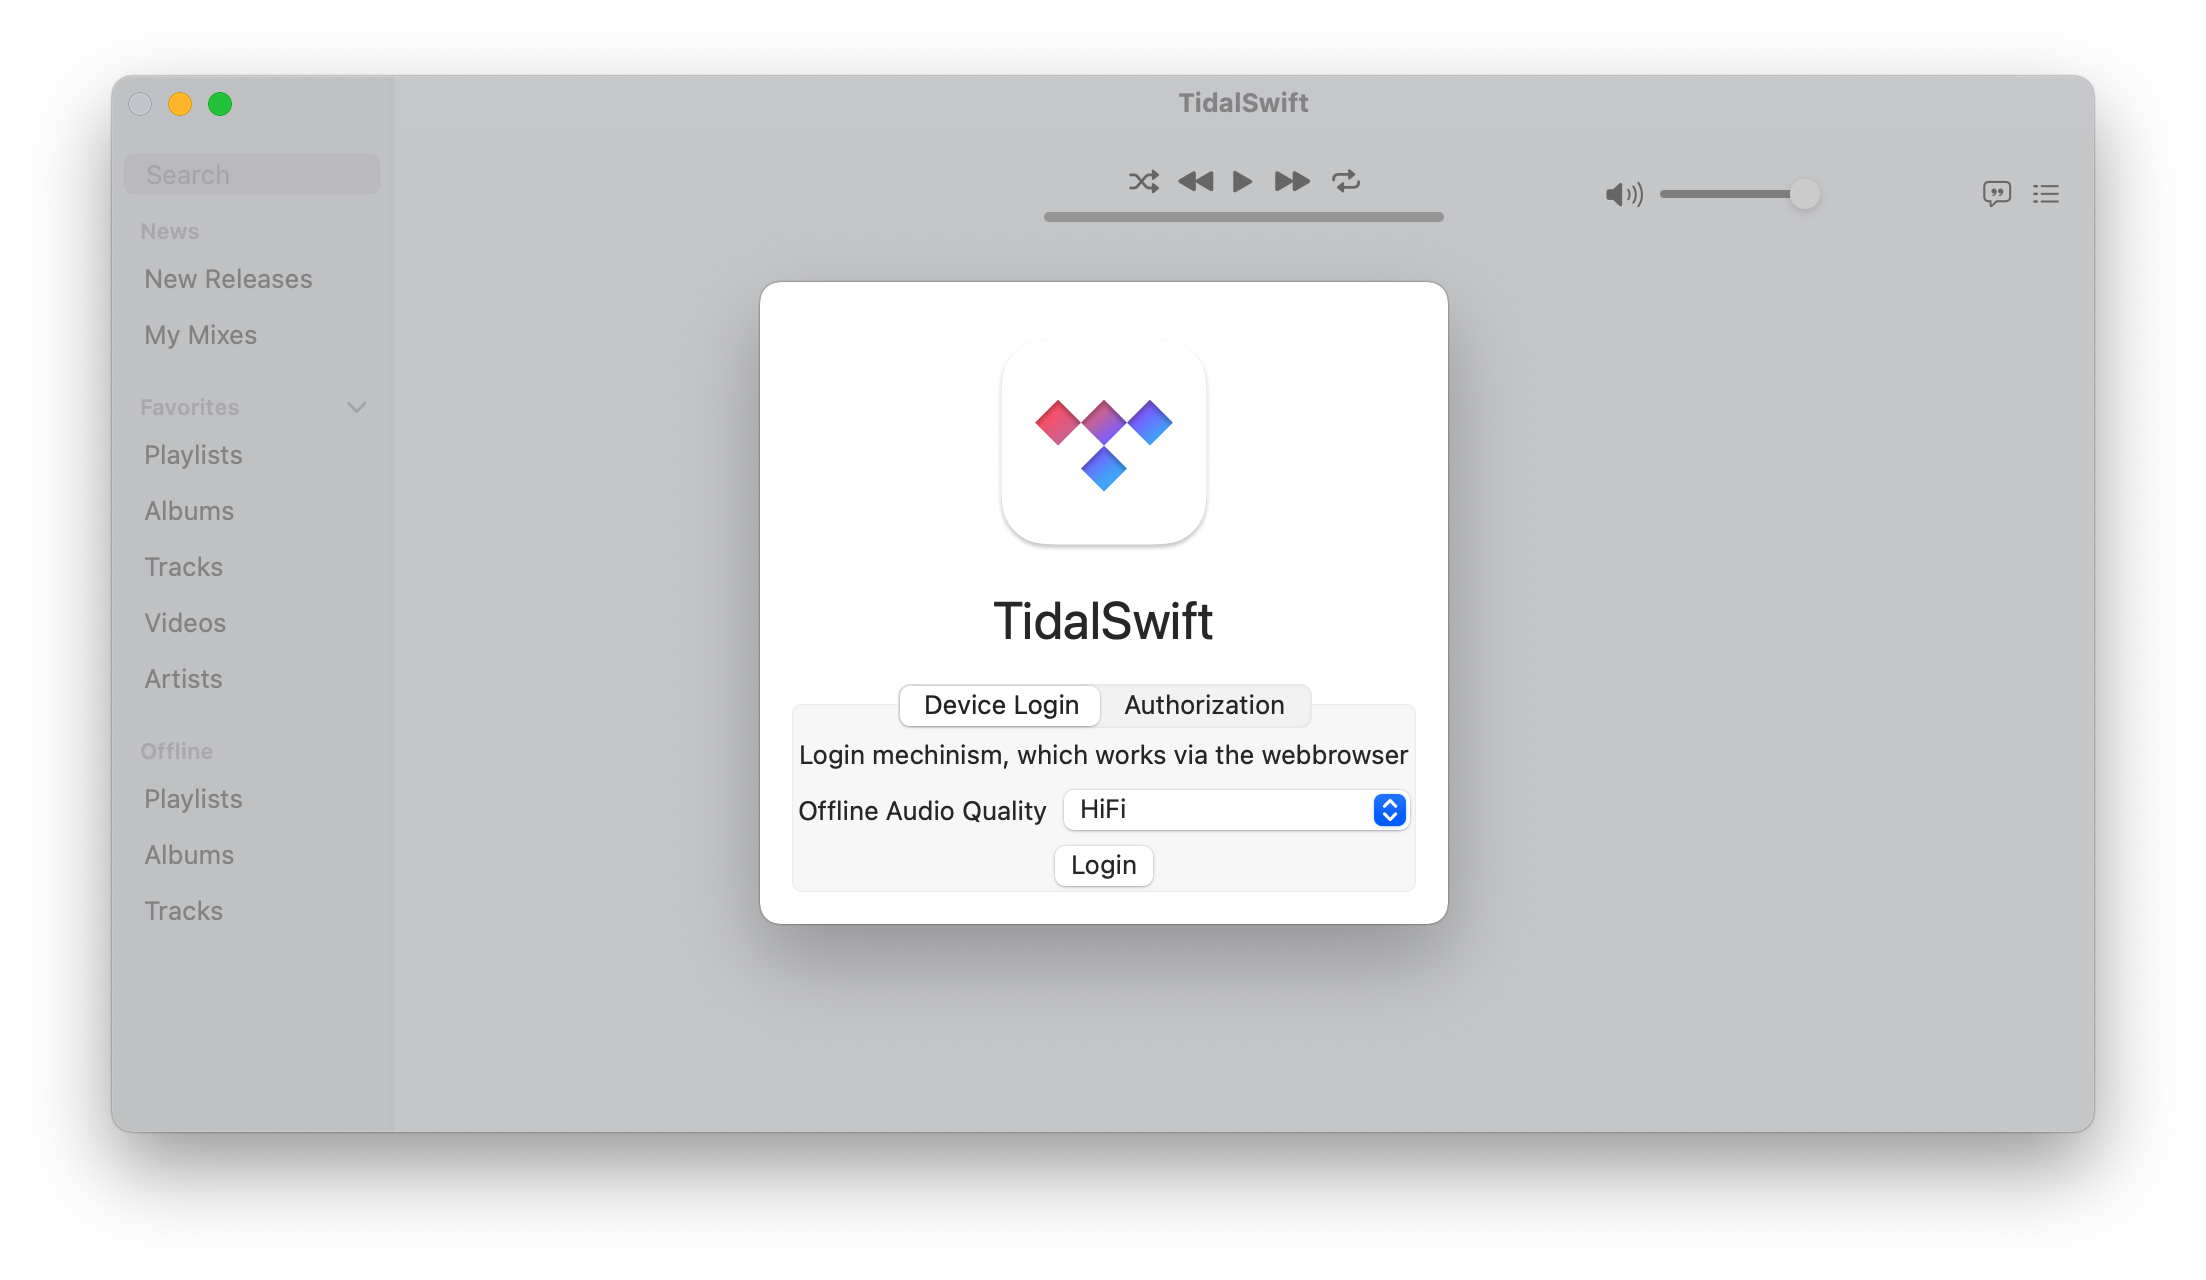 TidalSwift
Search
News
New Releases
My Mixes
Favorites
Playlists
Albums
Tracks
Videos
Artists
Offline
Playlists
Albums
Tracks
TidalSwift
Device Login
Authorization
Login mechinism, which works via the webbrowser
Offline Audio Quality HiFi
Login